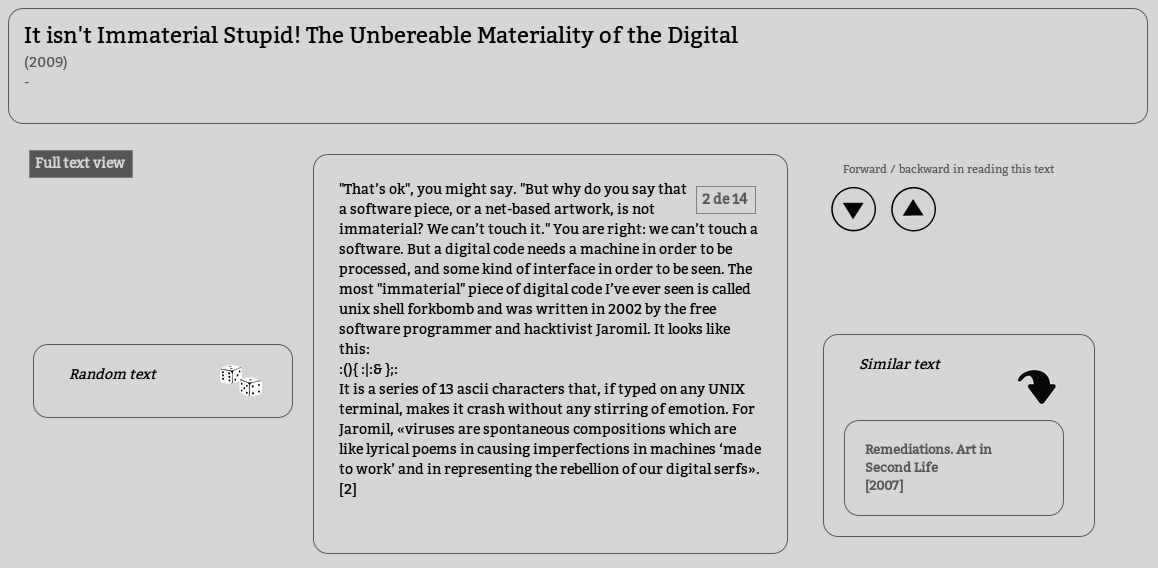 It isn't Immaterial Stupid! The Unbereable Materiality of the Digital
(2009)
-
Full text view
"That’s ok", you might say. "But why do you say that
a software piece, or a net-based artwork, is not
immaterial? We can’t touch it." You are right: we can’t touch a
software. But a digital code needs a machine in order to be
processed, and some kind of interface in order to be seen. The
most "immaterial" piece of digital code I’ve ever seen is called
unix shell forkbomb and was written in 2002 by the free
software programmer and hacktivist Jaromil. It looks like
this:
:(){ :|:& };:
It is a series of 13 ascii characters that, if typed on any UNIX
terminal, makes it crash without any stirring of emotion. For
Jaromil, «viruses are spontaneous compositions which are
like lyrical poems in causing imperfections in machines ‘made
to work’ and in representing the rebellion of our digital serfs».
[2]
2 de 14
Forward / backward in reading this text
Random text
Similar text
Remediations. Art in
Second Life
[2007]